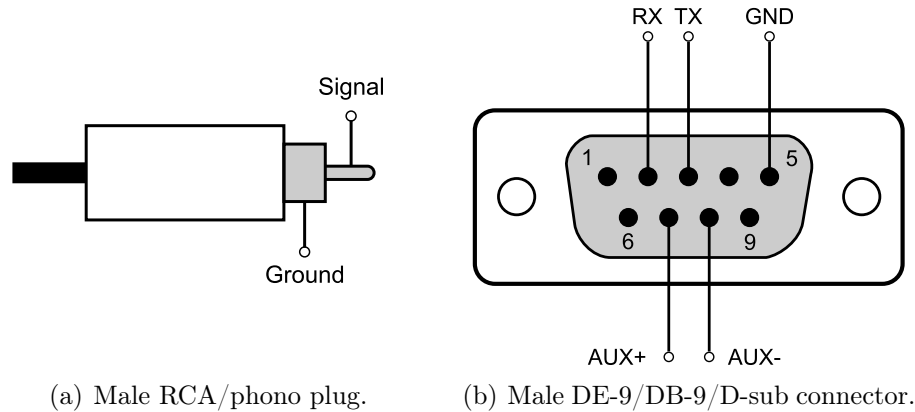 RX TX GND
Signal
1 5
6 9
Ground
AUX+ AUX-
(a) Male RCA/phono plug. (b) Male DE-9/DB-9/D-sub connector.